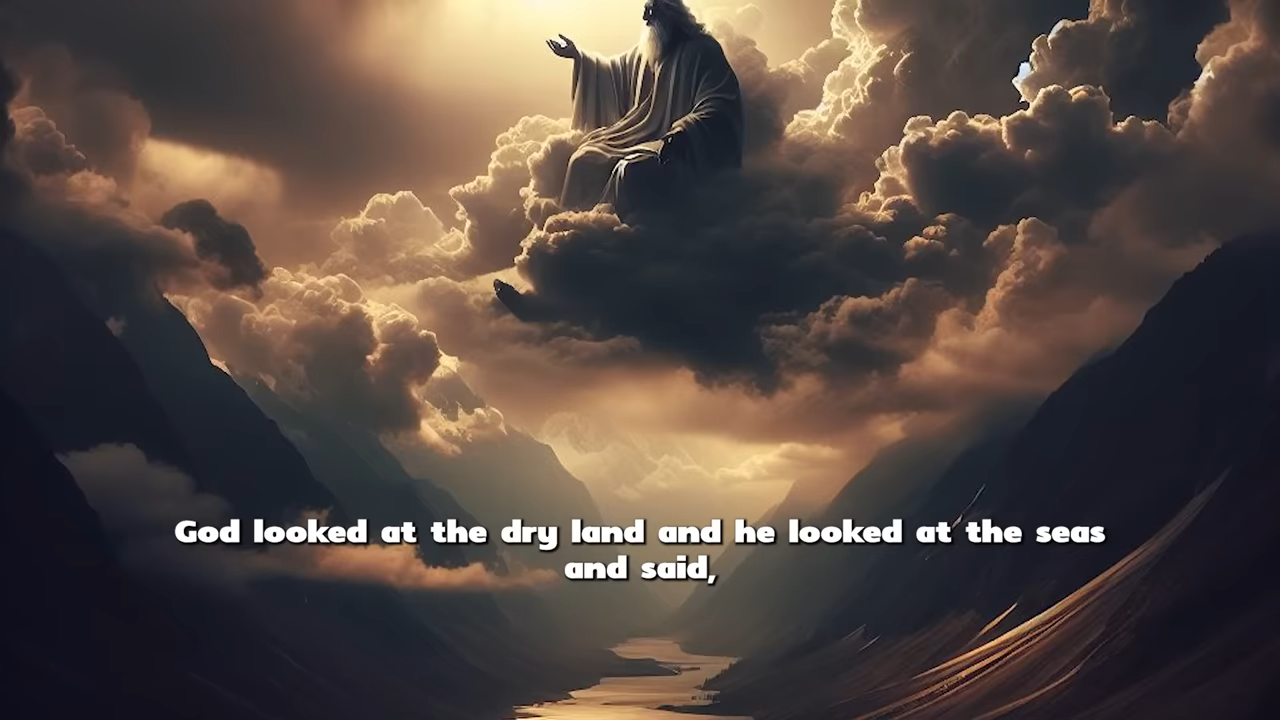 God looked at the dry land and he looked at the seas
and said,